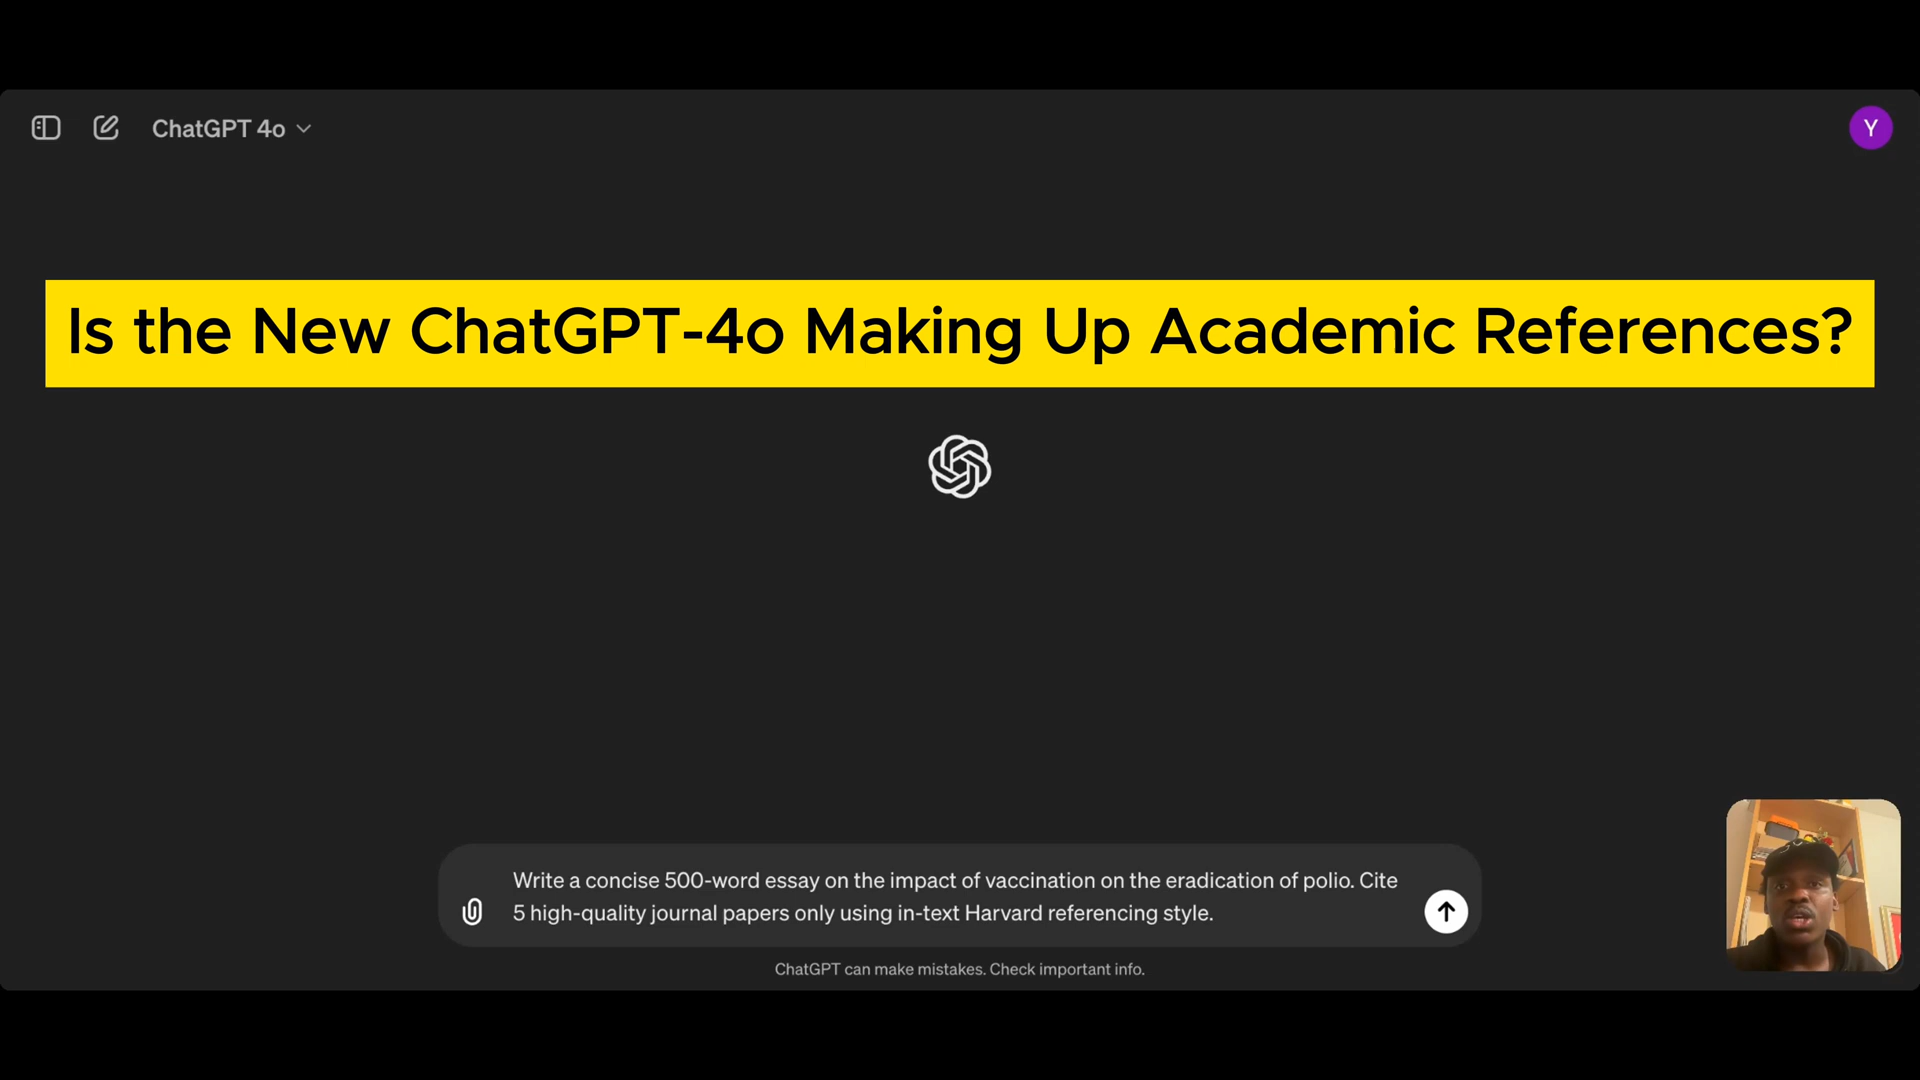 ChatGPT 4o
Y
Is the New ChatGPT-4o Making Up Academic References?
Write a concise 500-word essay on the impact of vaccination on the eradication of polio. Cite
5 high-quality journal papers only using in-text Harvard referencing style.
ChatGPT can make mistakes. Check important info.